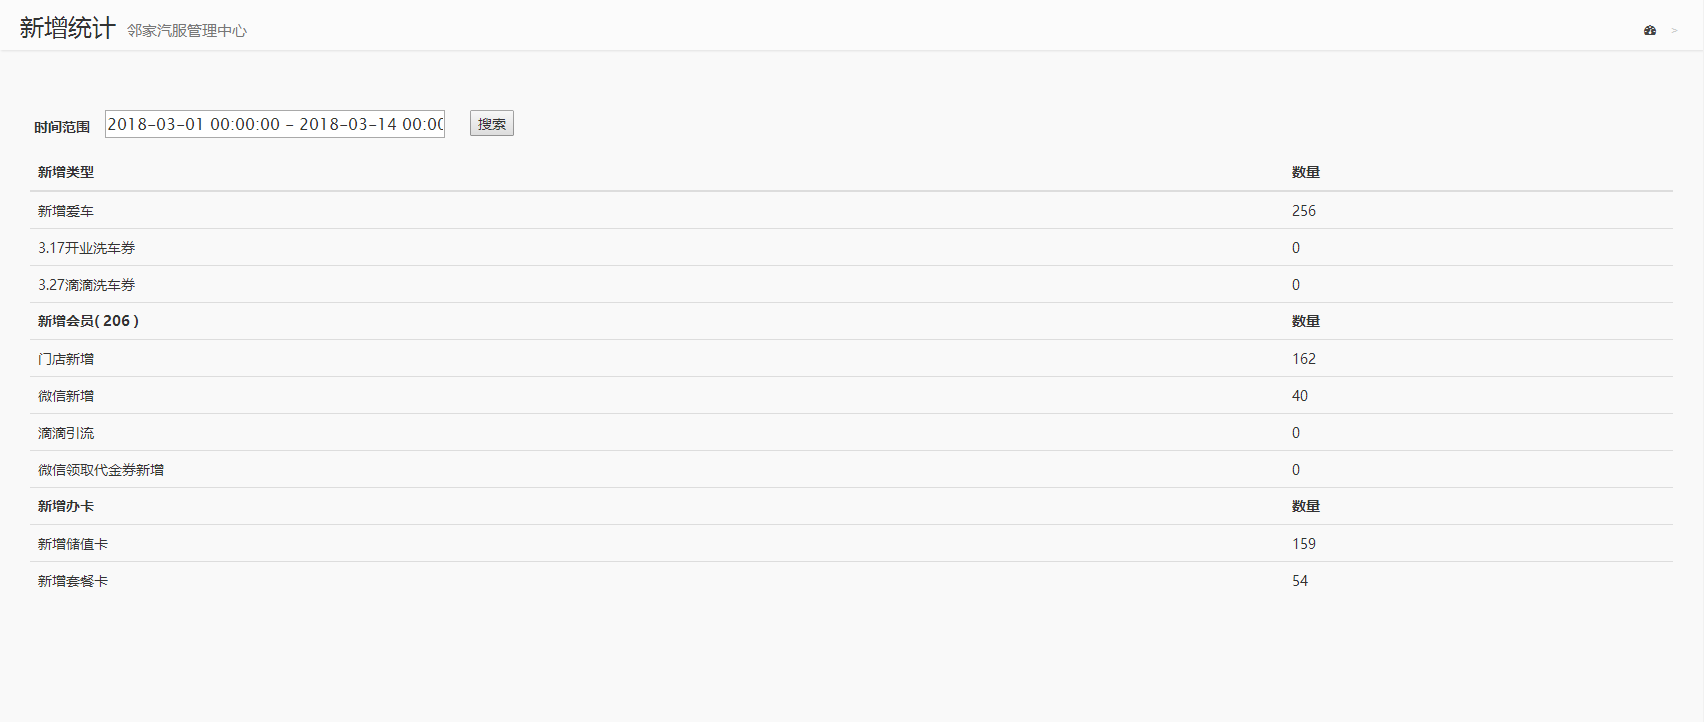 新增统计 邻家汽服管理中心 >
时间范围 2018-03-01 00:00:00 - 2018-03-14 00:00 搜索
新增类型 数量
新增爱车 256
3.17开业洗车券 0
3.27滴滴洗车券 0
新增会员( 206 ) 数量
门店新增 162
微信新增 40
滴滴引流 0
微信领取代金券新增 0
新增办卡 数量
新增储值卡 159
新增套餐卡 54